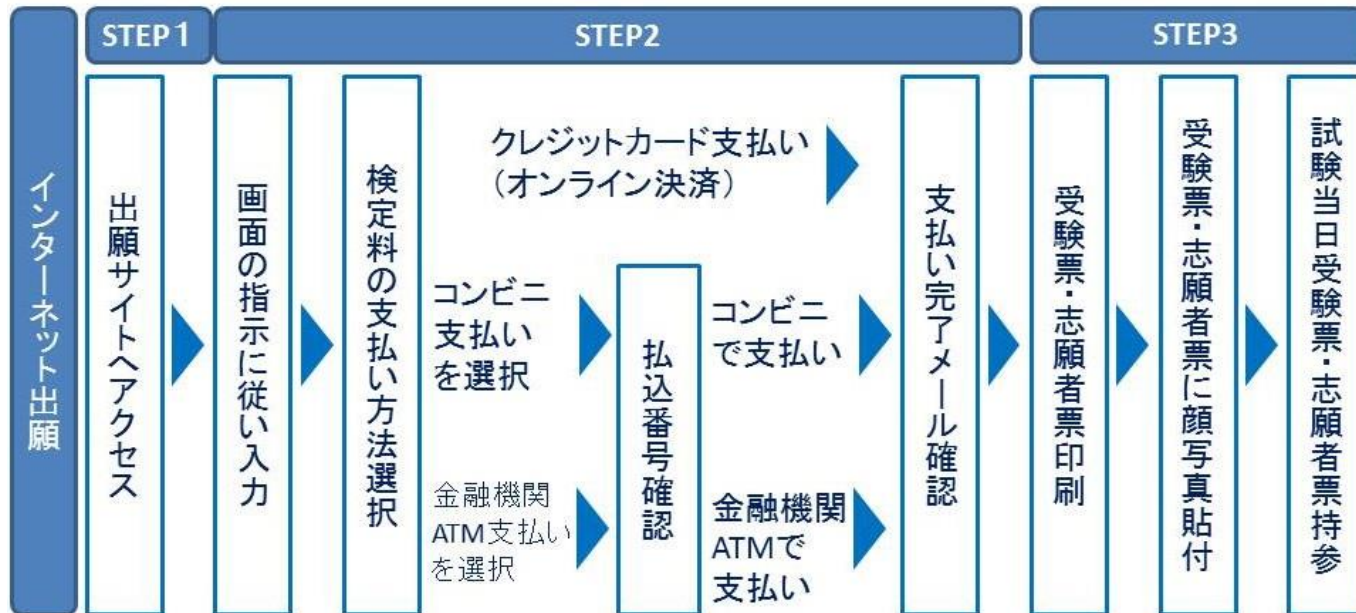 インターネット出願
STEP1
STEP2
STEP3
出願サイトへアクセス
画面の指示に従い入力
検定料の支払い方法選択
クレジットカード支払い
（オンライン決済）
コンビニ
支払い
を選択
金融機関
ATM支払い
を選択
払込番号確認
コンビニ
で支払い
金融機関
ATMで
支払い
支払い完了メール確認
受験票・志願者票印刷
受験票・志願者票に顔写真貼付
試験当日受験票・志願者票持参